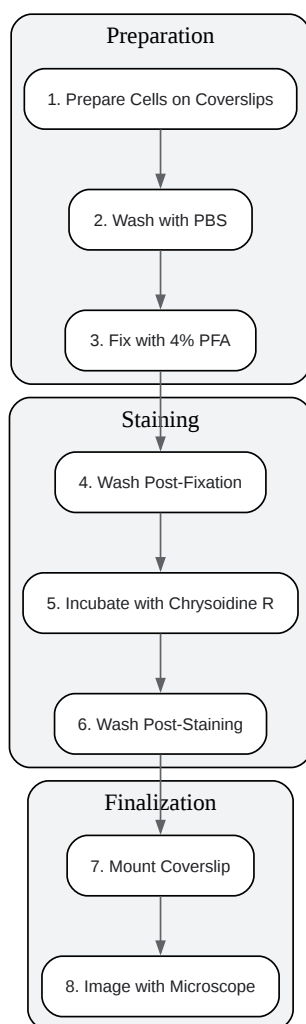 Preparation
1. Prepare Cells on Coverslips
2. Wash with PBS
3. Fix with 4% PFA
Staining
4. Wash Post-Fixation
5. Incubate with Chrysoidine R
6. Wash Post-Staining
Finalization
7. Mount Coverslip
8. Image with Microscope